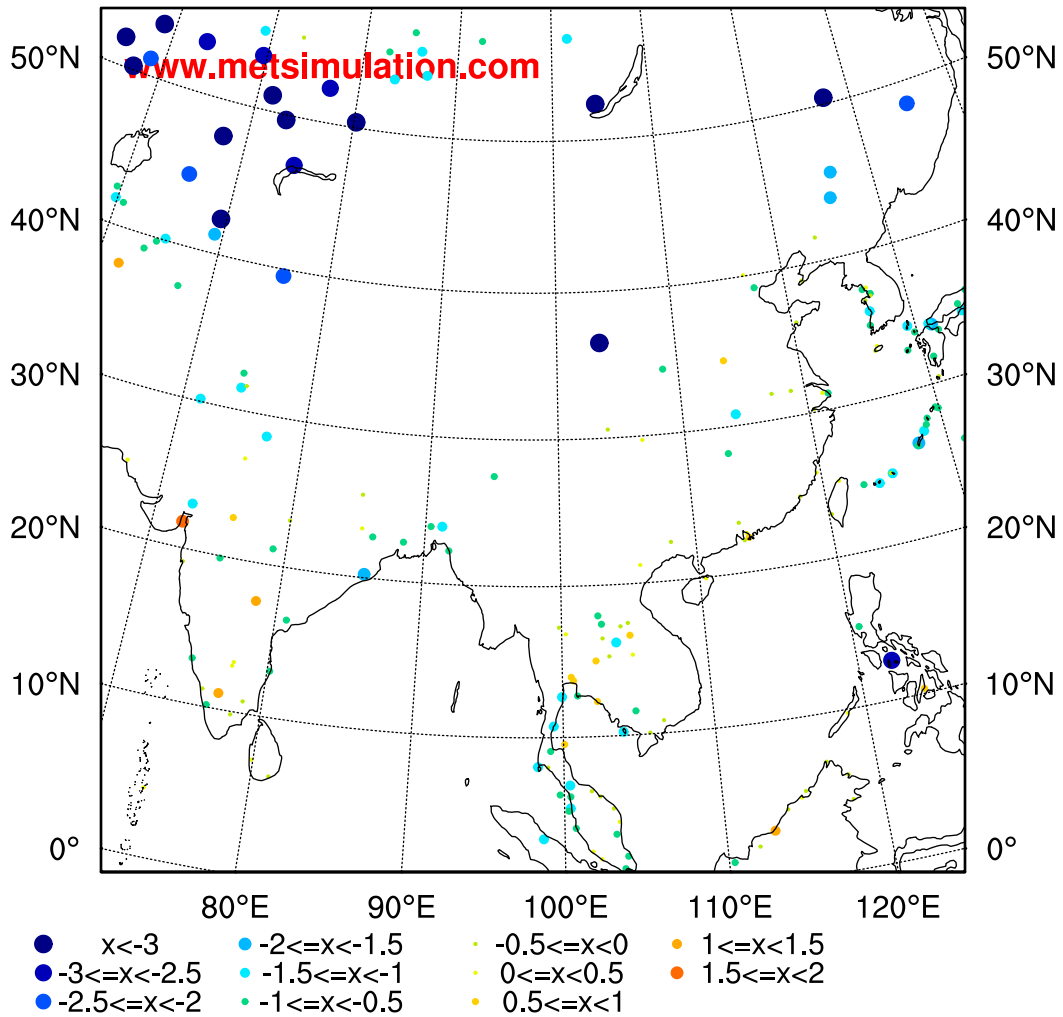 50°N 50°N
www.metsimulation.com
40°N 40°N
30°N 30°N
20°N 20°N
10°N 10°N
0° 0°
80°E 90°E 100°E 110°E 120°E
x<-3 -2<=x<-1.5 -0.5<=x<0 1<=x<1.5
-3<=x<-2.5 -1.5<=x<-1 0<=x<0.5 1.5<=x<2
-2.5<=x<-2 -1<=x<-0.5 0.5<=x<1